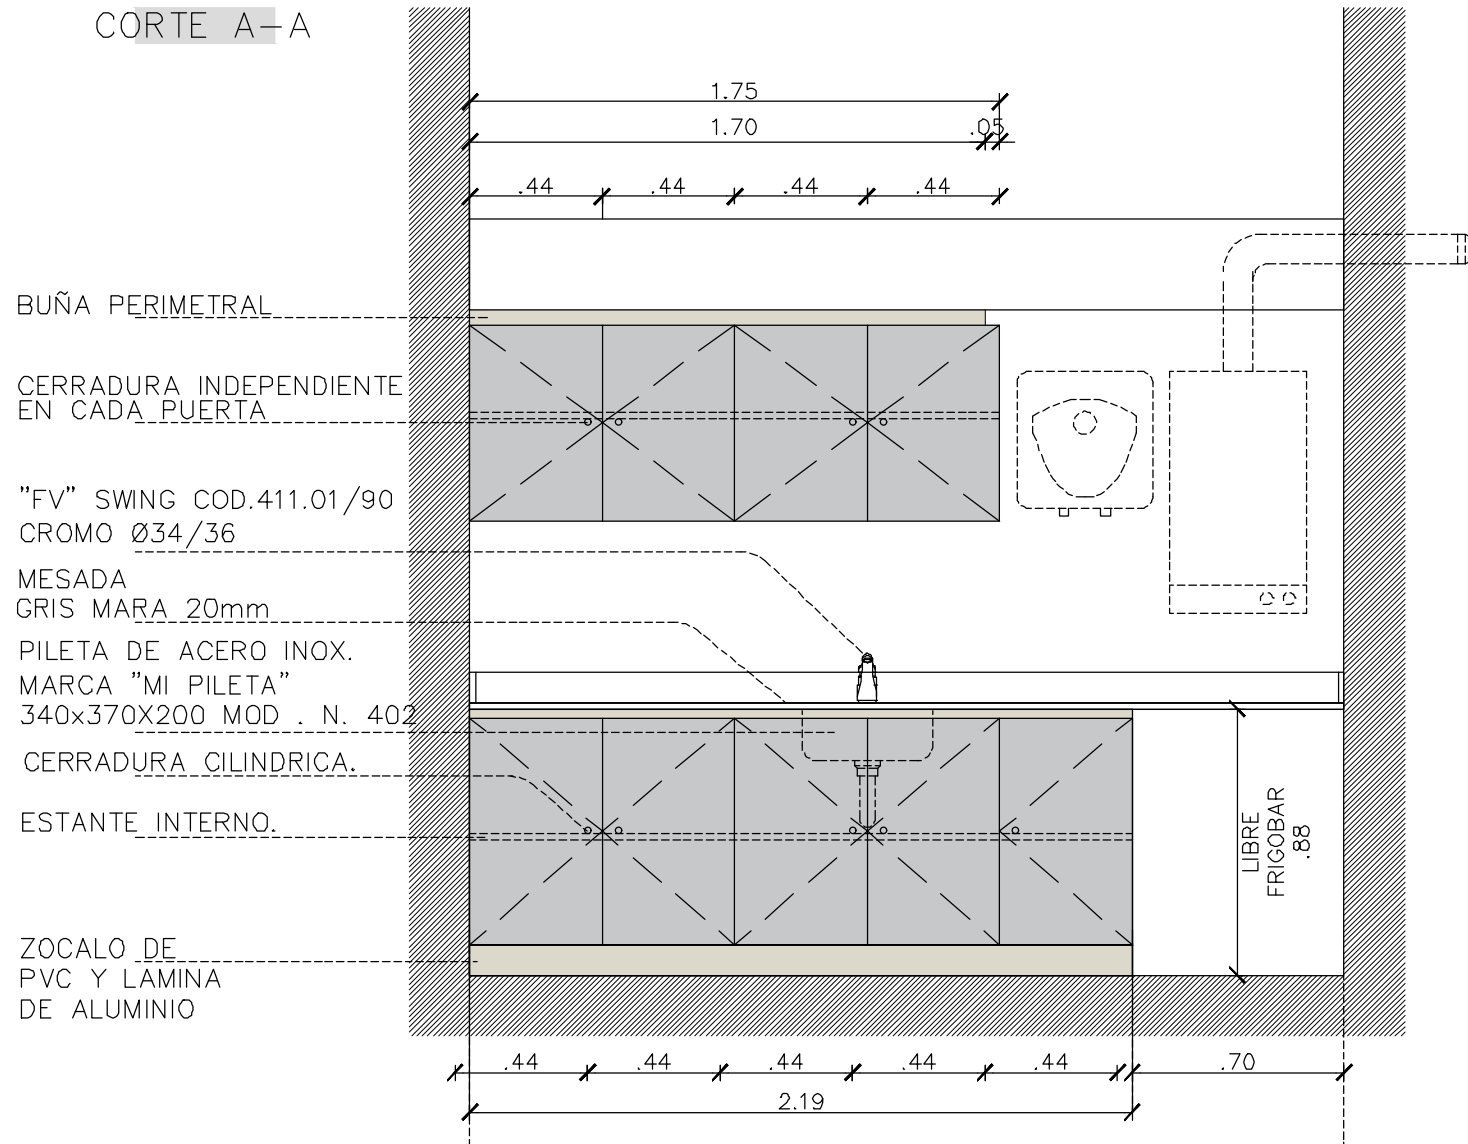 CORTE A-A
1.75
1.70 .05
.44 .44 .44 .44
BUÑA PERIMETRAL
CERRADURA INDEPENDIENTE
EN CADA PUERTA
"FV" SWING COD.411.01/90
CROMO Ø34/36
MESADA
GRIS MARA 20mm
PILETA DE ACERO INOX.
MARCA "MI PILETA"
340x370X200 MOD . N. 402
CERRADURA CILINDRICA.
ESTANTE INTERNO.
LIBRE
FRIGOBAR
.88
ZOCALO DE
PVC Y LAMINA
DE ALUMINIO
.44 .44 .44 .44 .44 .70
2.19